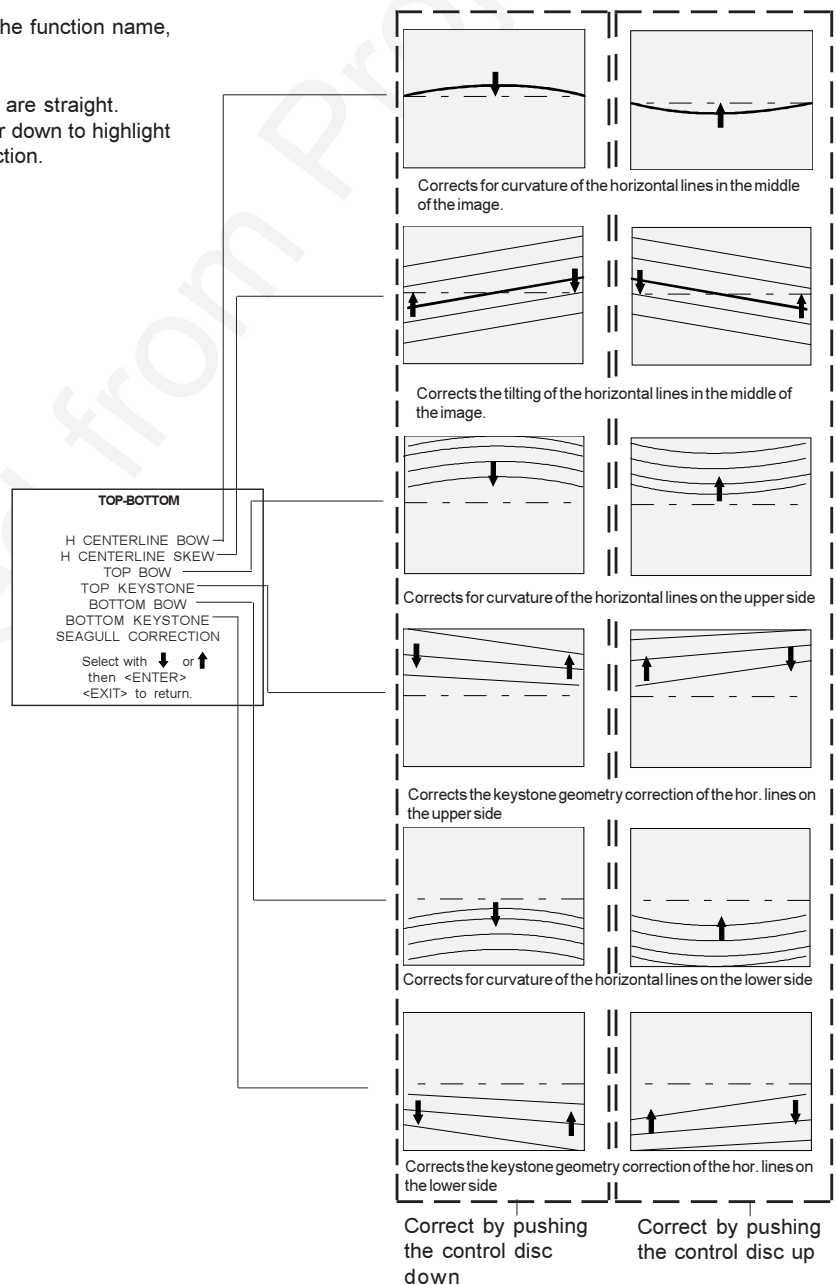 he function name,
are straight.
r down to highlight
ction.
Corrects for curvature of the horizontal lines in the middle
of the image.
Corrects the tilting of the horizontal lines in the middle of
the image.
TOP-BOTTOM
H CENTERLINE BOW
H CENTERLINE SKEW
TOP BOW
TOP KEYSTONE
BOTTOM BOW
BOTTOM KEYSTONE
SEAGULL CORRECTION
Select with ⬇ or ⬆
then <ENTER>
<EXIT> to return.
Corrects for curvature of the horizontal lines on the upper side
Corrects the keystone geometry correction of the hor. lines on
the upper side
Corrects for curvature of the horizontal lines on the lower side
Corrects the keystone geometry correction of the hor. lines on
the lower side
Correct by pushing
the control disc
down
Correct by pushing
the control disc up
d from Pro